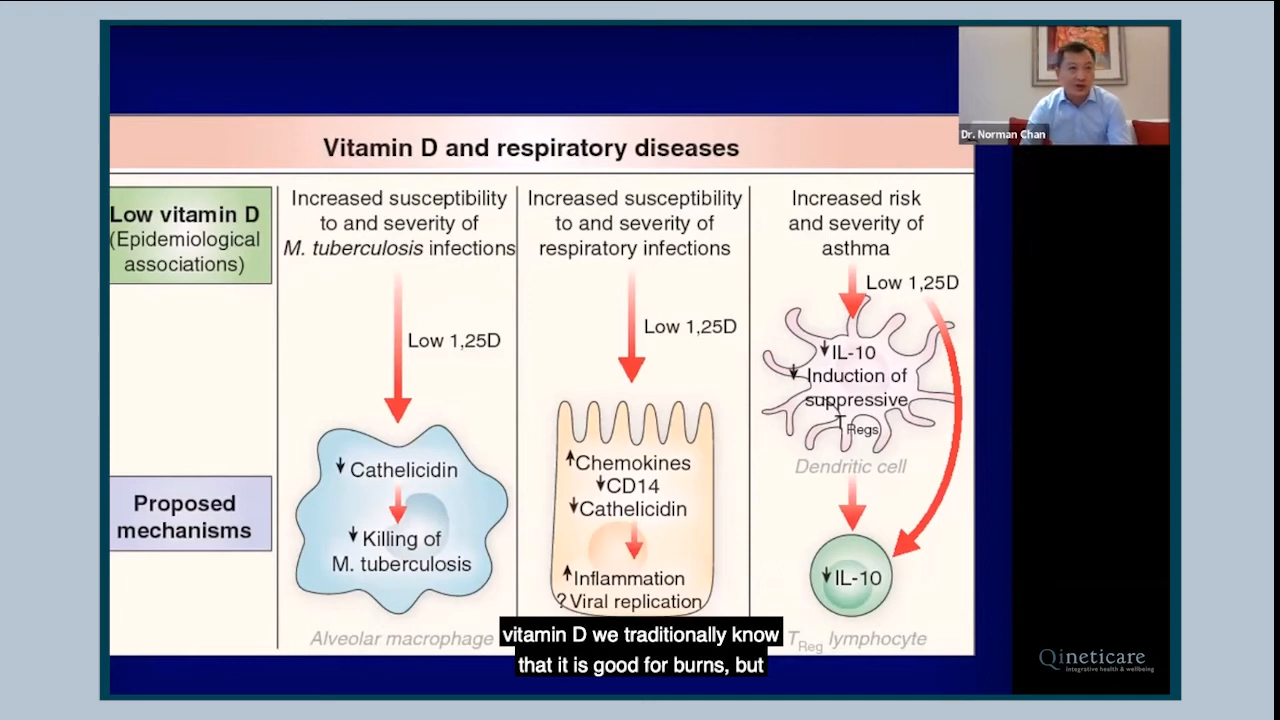 Dr. Norman Chan
Vitamin D and respiratory diseases
Low vitamin D
(Epidemiological
associations)
Increased susceptibility
to and severity of
M. tuberculosis infections
Increased susceptibility
to and severity of
respiratory infections
Increased risk
and severity of
asthma
Low 1,25D
Low 1,25D
Low 1,25D
Proposed
mechanisms
↓ Cathelicidin
↓ Killing of
M. tuberculosis
Alveolar macrophage
↑Chemokines
↓CD14
↓Cathelicidin
↑Inflammation
? Viral replication
↓IL-10
↓ Induction of
suppressive
TRegs
Dendritic cell
↓IL-10
TReg lymphocyte
vitamin D we traditionally know
that it is good for burns, but
Qineticare
integrative health & wellbeing